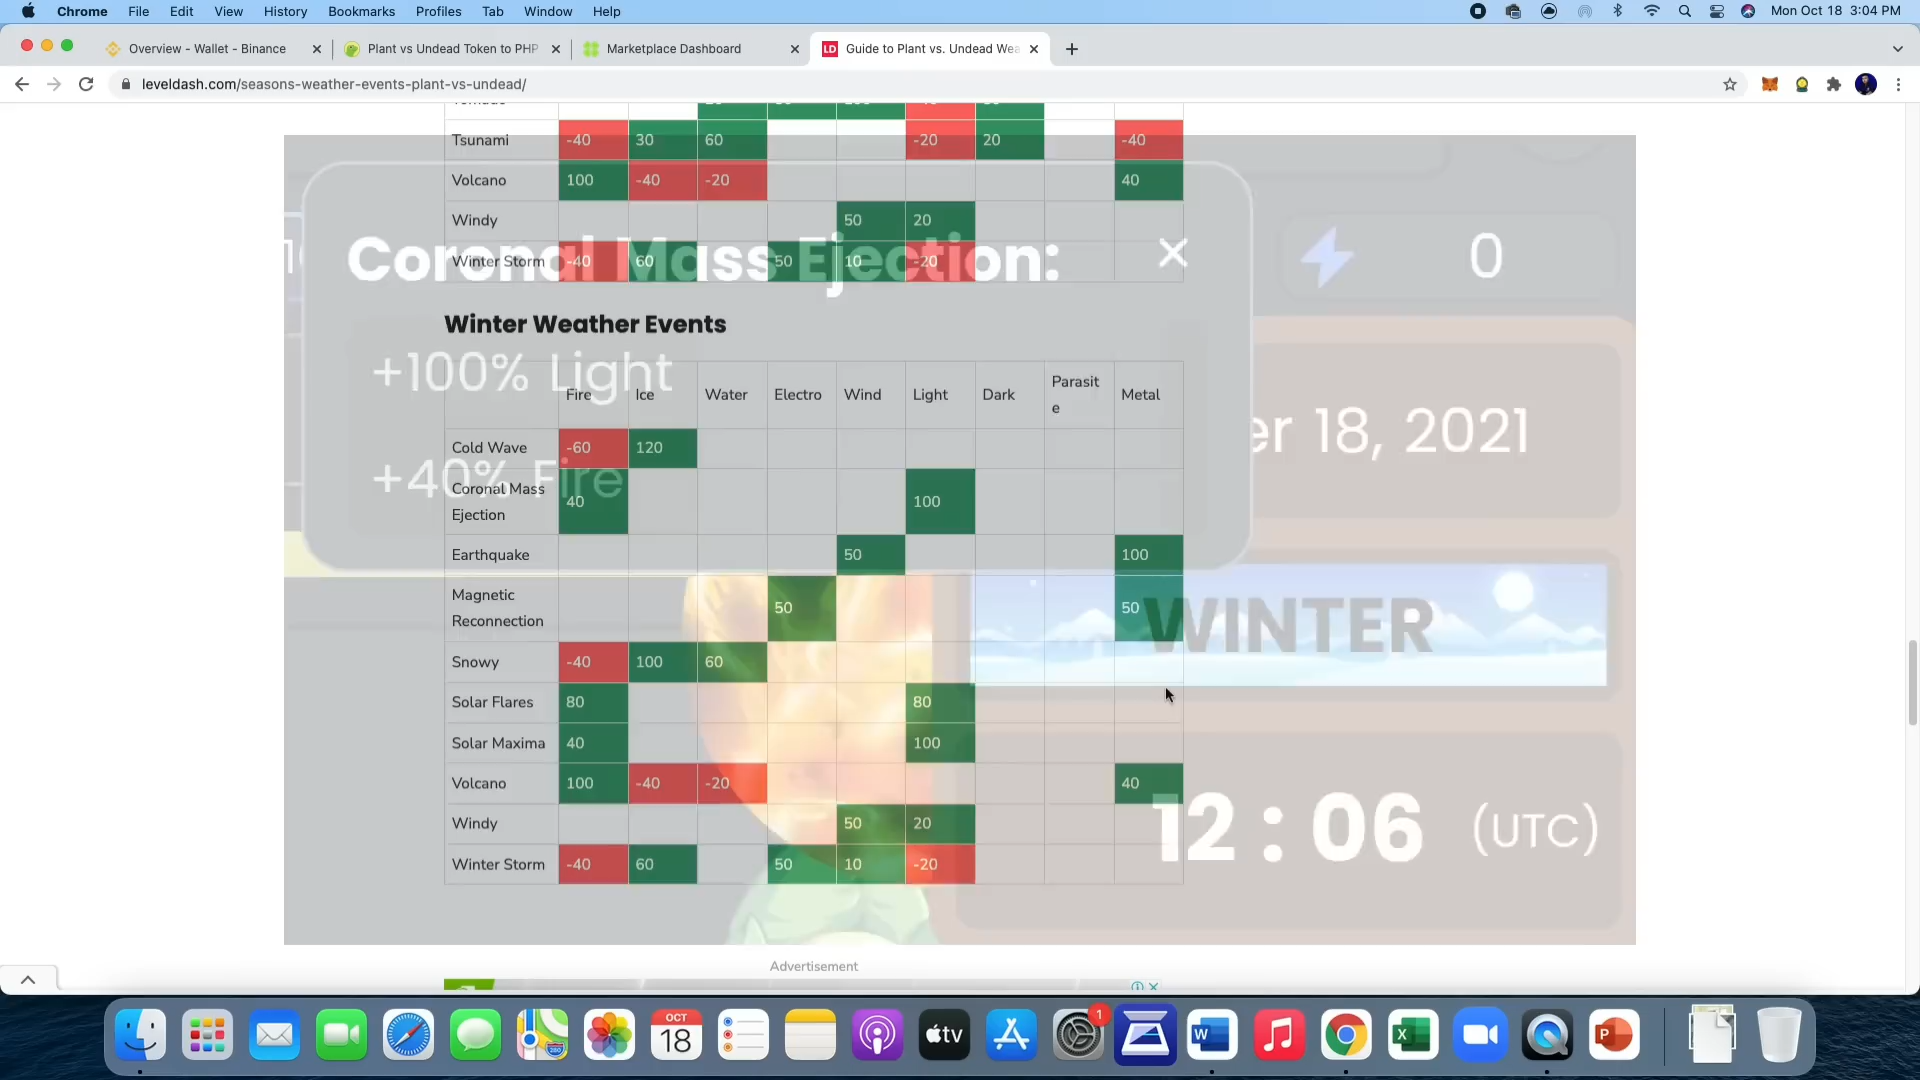 Chrome File Edit View History Bookmarks Profiles Tab Window Help Mon Oct 18 3:04 PM
Overview - Wallet - Binance Plant vs Undead Token to PHP Marketplace Dashboard LD Guide to Plant vs. Undead Wea
leveldash.com/seasons-weather-events-plant-vs-undead/
Tsunami -40 30 60 -20 20 -40
Volcano 100 -40 -20 40
Windy 50 20
Winter Storm -40 60 50 10 -20
Coronal Mass Ejection:
0
Winter Weather Events
+100% Light
+40% Fire
Fire Ice Water Electro Wind Light Dark Parasit
e Metal
Cold Wave -60 120
Coronal Mass
Ejection 40 100
Earthquake 50 100
Magnetic
Reconnection 50 50
Snowy -40 100 60
Solar Flares 80 80
Solar Maxima 40 100
Volcano 100 -40 -20 40
Windy 50 20
Winter Storm -40 60 50 10 -20
er 18, 2021
WINTER
12 : 06 (UTC)
Advertisement
OCT
18
tv
1
W
X
P